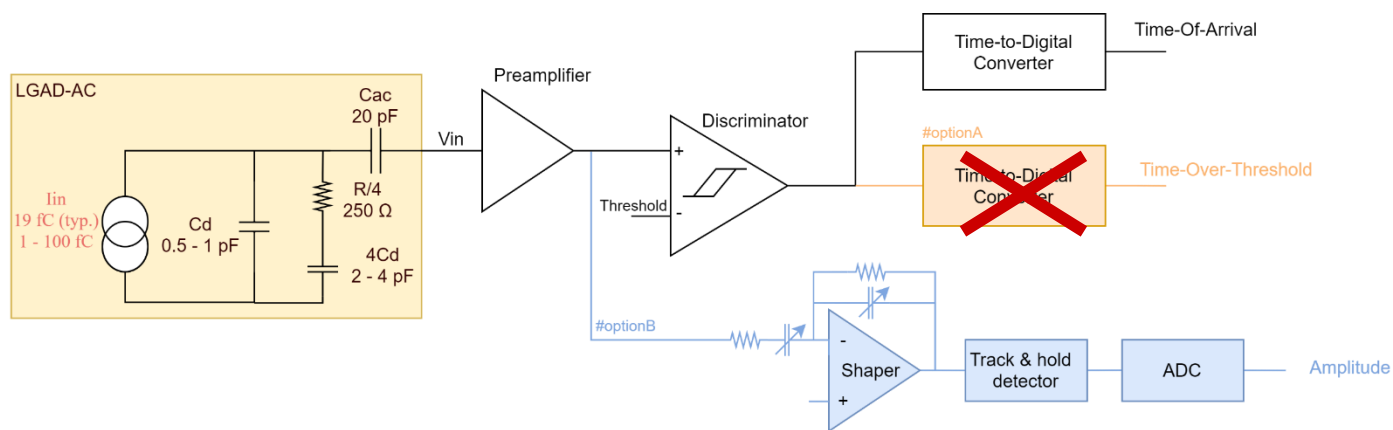 LGAD-AC
Iin
19 fC (typ.)
1 - 100 fC
Cd
0.5 - 1 pF
R/4
250 Ω
4Cd
2 - 4 pF
Cac
20 pF
Vin
Preamplifier
Discriminator
+
Threshold
-
Time-to-Digital
Converter
Time-Of-Arrival
#optionA
Time-to-Digital
Converter
Time-Over-Threshold
#optionB
-
Shaper
+
Track & hold
detector
ADC
Amplitude